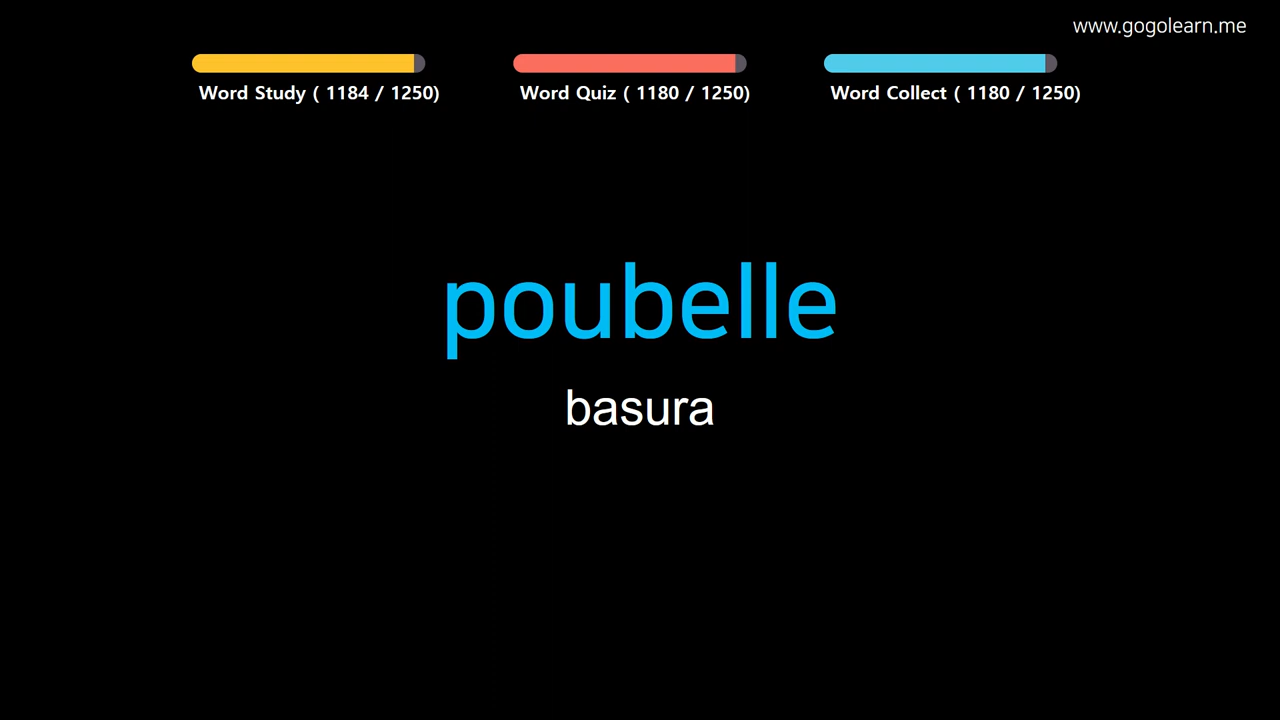 www.gogolearn.me
Word Study ( 1184 / 1250)
Word Quiz ( 1180 / 1250)
Word Collect ( 1180 / 1250)
poubelle
basura